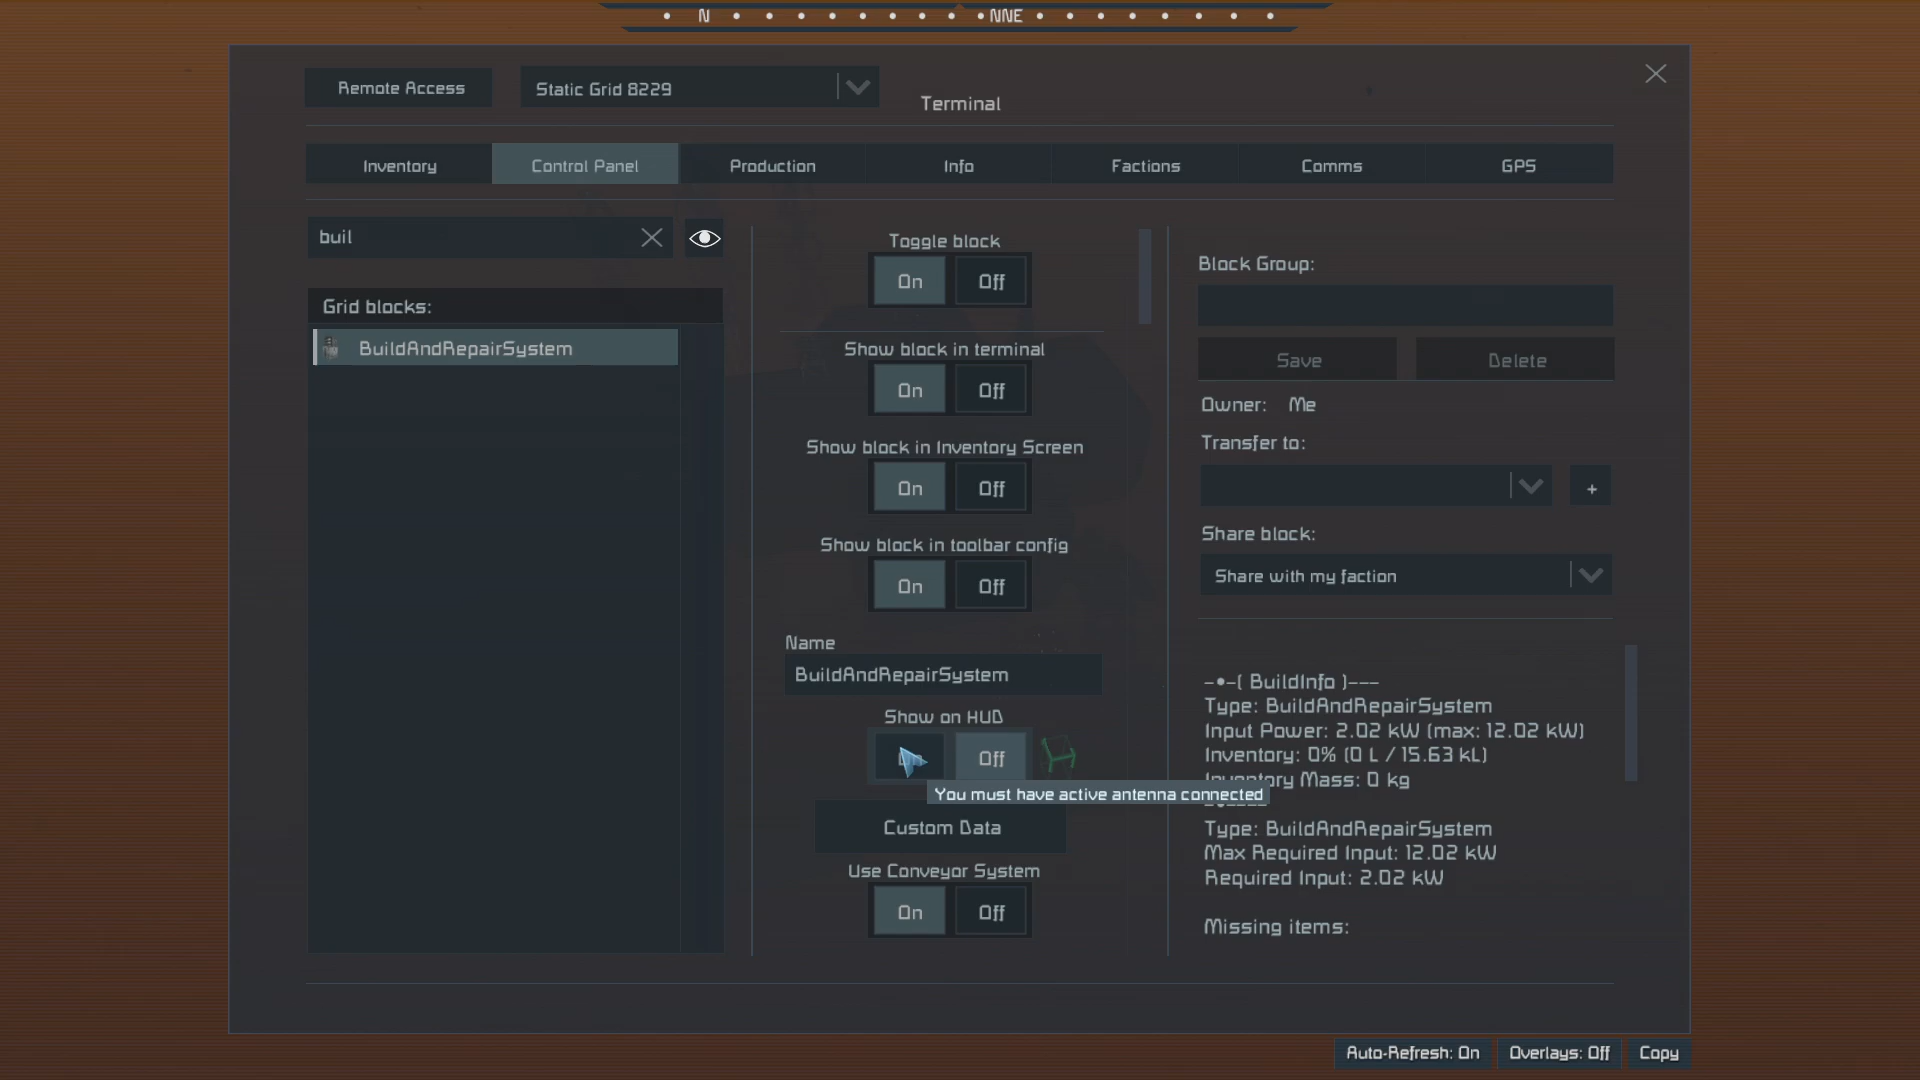 N
NNE
Remote Access
Static Grid 8229
Terminal
Inventory
Control Panel
Production
Info
Factions
Comms
GPS
buil
Grid blocks:
BuildAndRepairSystem
Toggle block
On
Off
Show block in terminal
On
Off
Show block in Inventory Screen
On
Off
Show block in toolbar config
On
Off
Name
BuildAndRepairSystem
Show on HUD
Off
You must have active antenna connected
Custom Data
Use Conveyor System
On
Off
Block Group:
Save
Delete
Owner: Me
Transfer to:
+
Share block:
Share with my faction
-•-( BuildInfo )---
Type: BuildAndRepairSystem
Input Power: 2.02 kW (max: 12.02 kW)
Inventory: 0% (0 L / 15.63 kL)
Inventory Mass: 0 kg
Type: BuildAndRepairSystem
Max Required Input: 12.02 kW
Required Input: 2.02 kW
Missing items:
Auto-Refresh: On
Overlays: Off
Copy